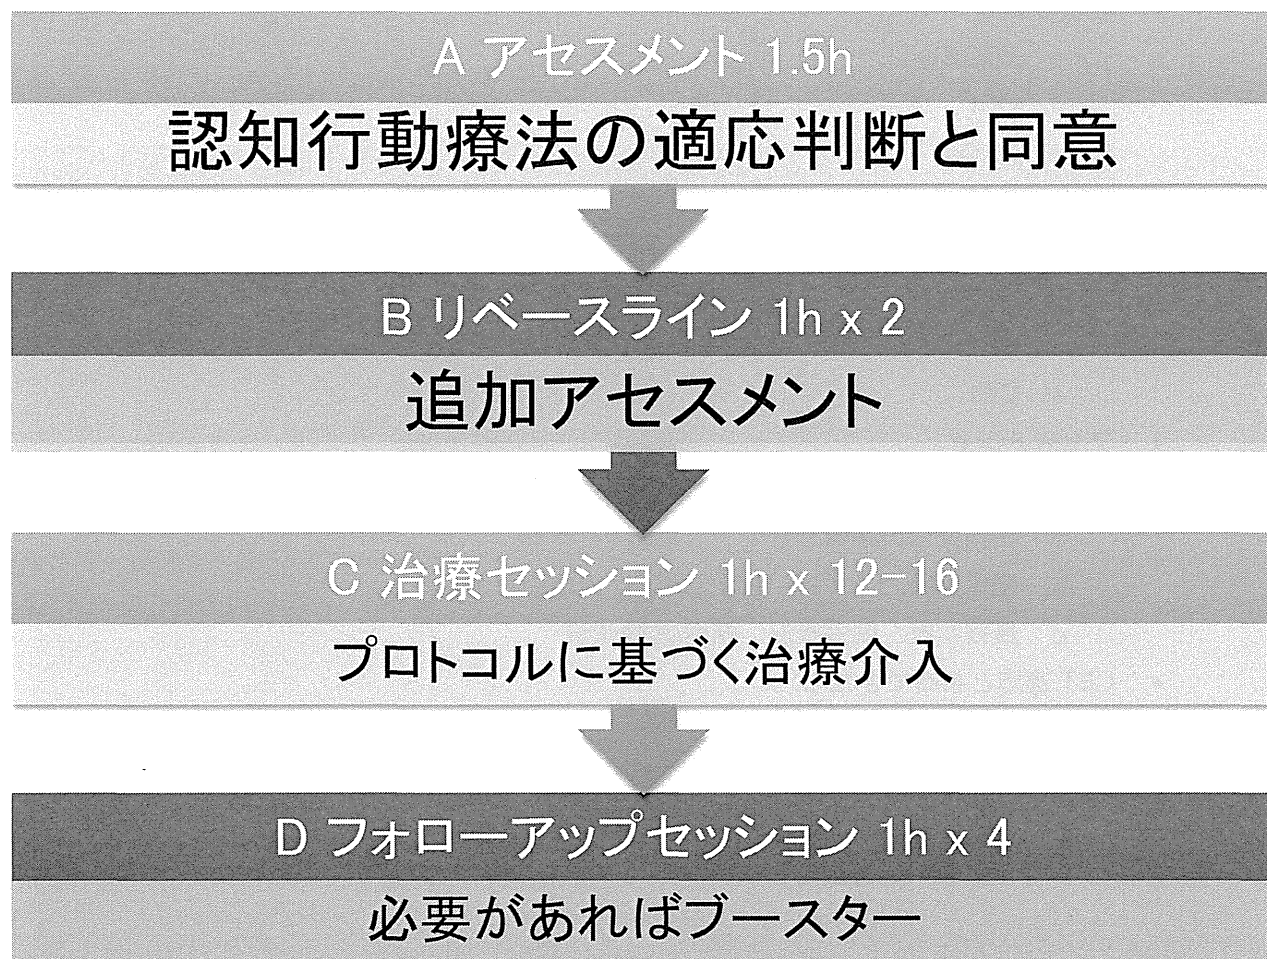 A アセスメント 1.5h
認知行動療法の適応判断と同意
B リベースライン 1h x 2
追加アセスメント
C 治療セッション 1h x 12-16
プロトコルに基づく治療介入
D フォローアップセッション 1h x 4
必要があればブースター